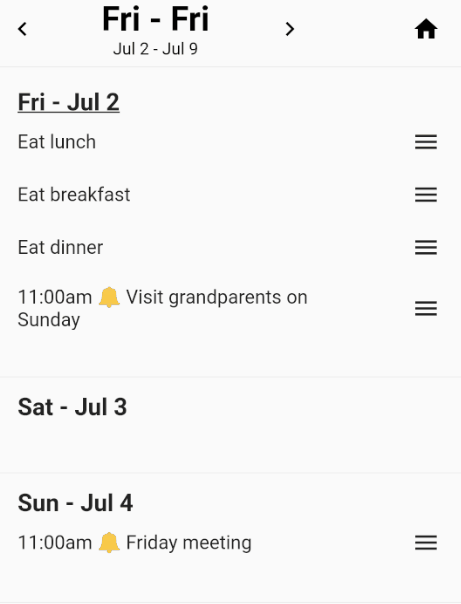 Fri - Fri
Jul 2 - Jul 9
Fri - Jul 2
Eat lunch
Eat breakfast
Eat dinner
11:00am 🔔 Visit grandparents on
Sunday
Sat - Jul 3
Sun - Jul 4
11:00am 🔔 Friday meeting